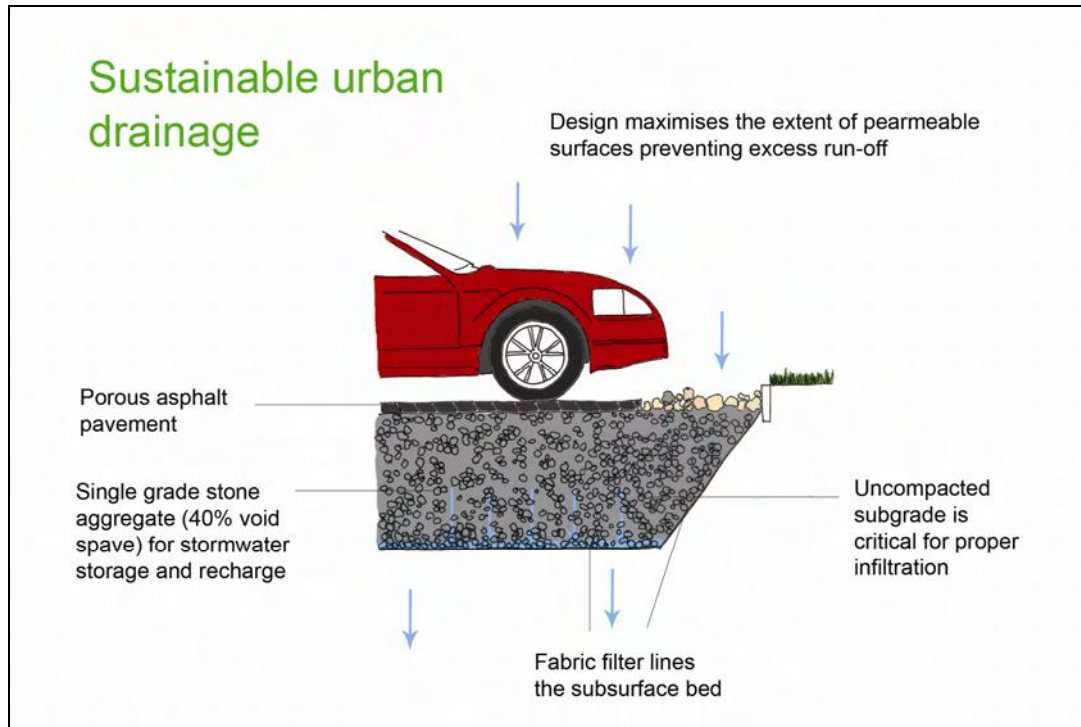 Sustainable urban
drainage
Design maximises the extent of pearmeable
surfaces preventing excess run-off
Porous asphalt
pavement
Single grade stone
aggregate (40% void
spave) for stormwater
storage and recharge
Uncompacted
subgrade is
critical for proper
infiltration
Fabric filter lines
the subsurface bed